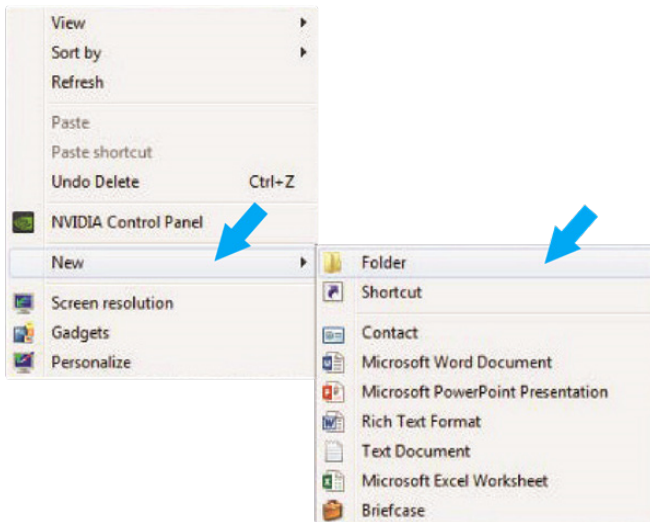 View
Sort by
Refresh
Paste
Paste shortcut
Undo Delete Ctrl+Z
NVIDIA Control Panel
New
Screen resolution
Gadgets
Personalize
Folder
Shortcut
Contact
Microsoft Word Document
Microsoft PowerPoint Presentation
Rich Text Format
Text Document
Microsoft Excel Worksheet
Briefcase